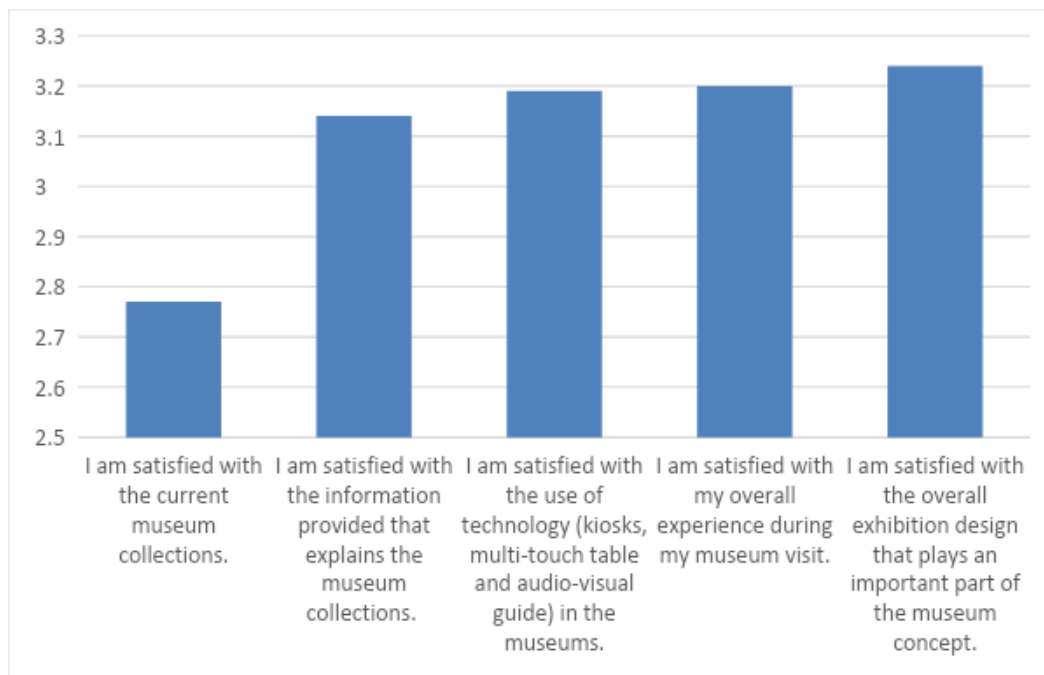 3.3
3.2
3.1
3
2.9
2.8
2.7
2.6
2.5
I am satisfied with
the current
museum
collections.
I am satisfied with
the information
provided that
explains the
museum
collections.
I am satisfied with
the use of
technology (kiosks,
multi-touch table
and audio-visual
guide) in the
museums.
I am satisfied with
my overall
experience during
my museum visit.
I am satisfied with
the overall
exhibition design
that plays an
important part of
the museum
concept.